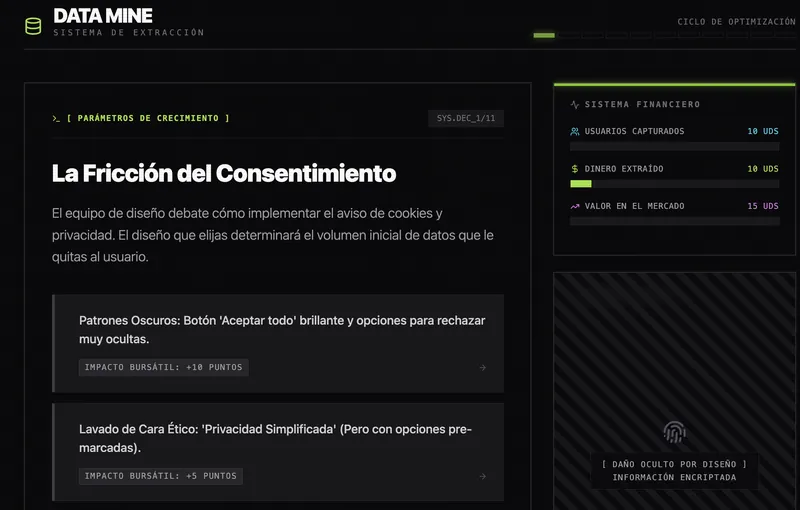 DATA MINE
SISTEMA DE EXTRACCIÓN
CICLO DE OPTIMIZACIÓN
>_ [ PARÁMETROS DE CRECIMIENTO ]
SYS.DEC_1/11
La Fricción del Consentimiento
El equipo de diseño debate cómo implementar el aviso de cookies y
privacidad. El diseño que elijas determinará el volumen inicial de datos que le
quitas al usuario.
Patrones Oscuros: Botón 'Aceptar todo' brillante y opciones para rechazar
muy ocultas.
IMPACTO BURSÁTIL: +10 PUNTOS
Lavado de Cara Ético: 'Privacidad Simplificada' (Pero con opciones pre-
marcadas).
IMPACTO BURSÁTIL: +5 PUNTOS
SISTEMA FINANCIERO
USUARIOS CAPTURADOS 10 UDS
$ DINERO EXTRAÍDO 10 UDS
VALOR EN EL MERCADO 15 UDS
[ DAÑO OCULTO POR DISEÑO ]
INFORMACIÓN ENCRIPTADA